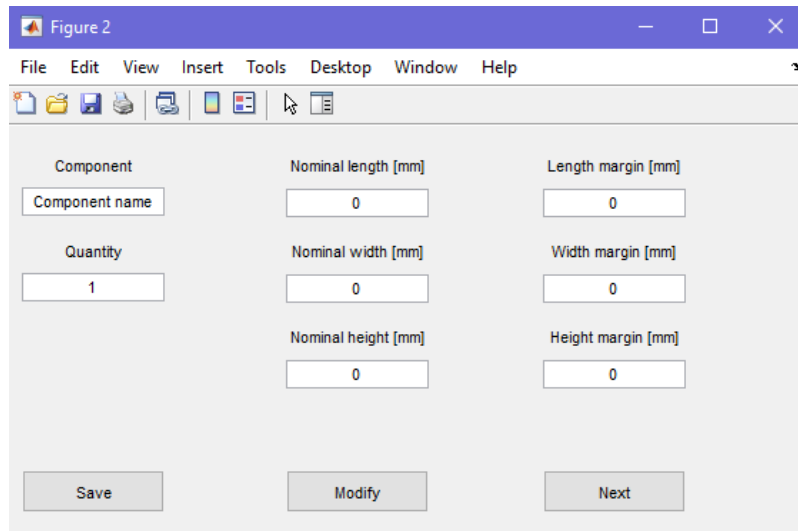 Figure 2
File Edit View Insert Tools Desktop Window Help
Component Nominal length [mm] Length margin [mm]
Component name 0 0
Quantity Nominal width [mm] Width margin [mm]
1 0 0
Nominal height [mm] Height margin [mm]
0 0
Save Modify Next